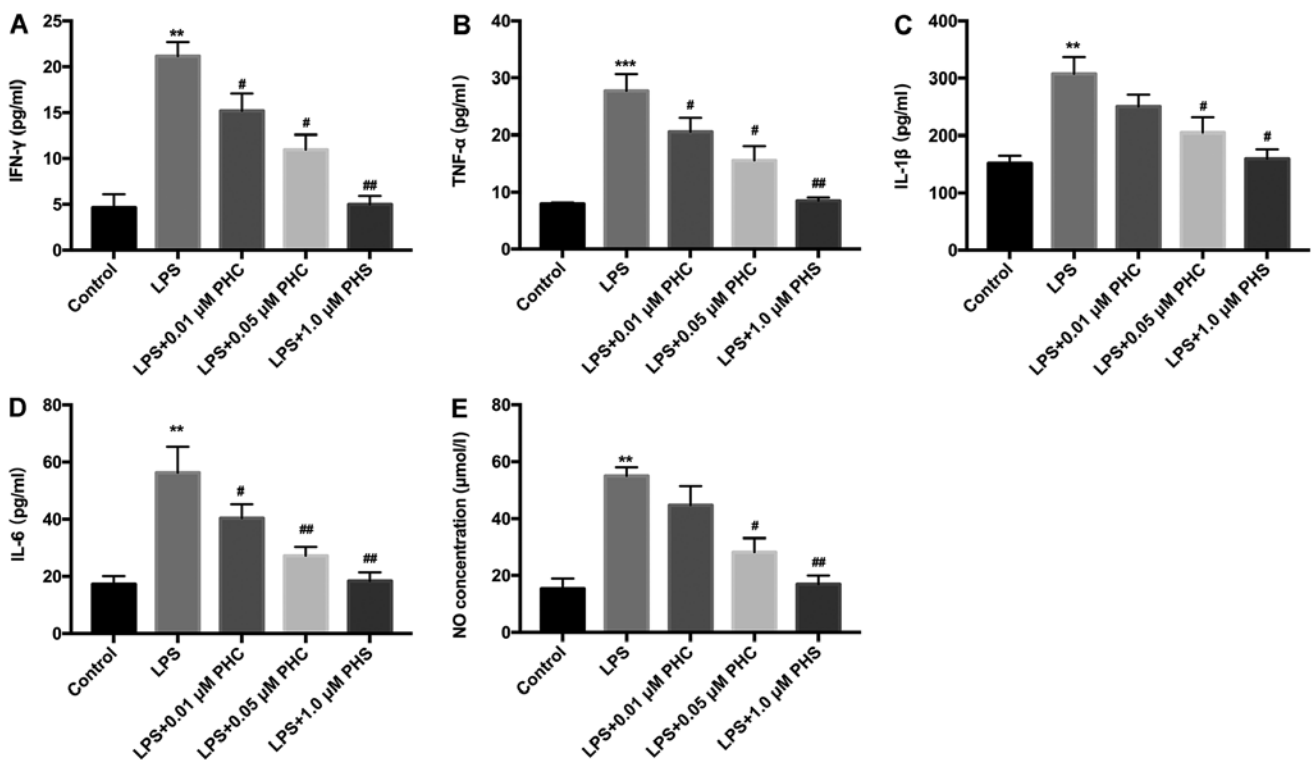 A
IFN-γ (pg/ml)
25
20
15
10
5
0
**
#
#
##
Control
LPS
LPS+0.01 µM PHC
LPS+0.05 µM PHC
LPS+1.0 µM PHS
B
TNF-α (pg/ml)
40
30
20
10
0
***
#
#
##
Control
LPS
LPS+0.01 µM PHC
LPS+0.05 µM PHC
LPS+1.0 µM PHS
C
IL-1β (pg/ml)
400
300
200
100
0
**
#
#
Control
LPS
LPS+0.01 µM PHC
LPS+0.05 µM PHC
LPS+1.0 µM PHS
D
IL-6 (pg/ml)
80
60
40
20
0
**
#
##
##
Control
LPS
LPS+0.01 µM PHC
LPS+0.05 µM PHC
LPS+1.0 µM PHS
E
NO concentration (µmol/l)
80
60
40
20
0
**
#
##
Control
LPS
LPS+0.01 µM PHC
LPS+0.05 µM PHC
LPS+1.0 µM PHS